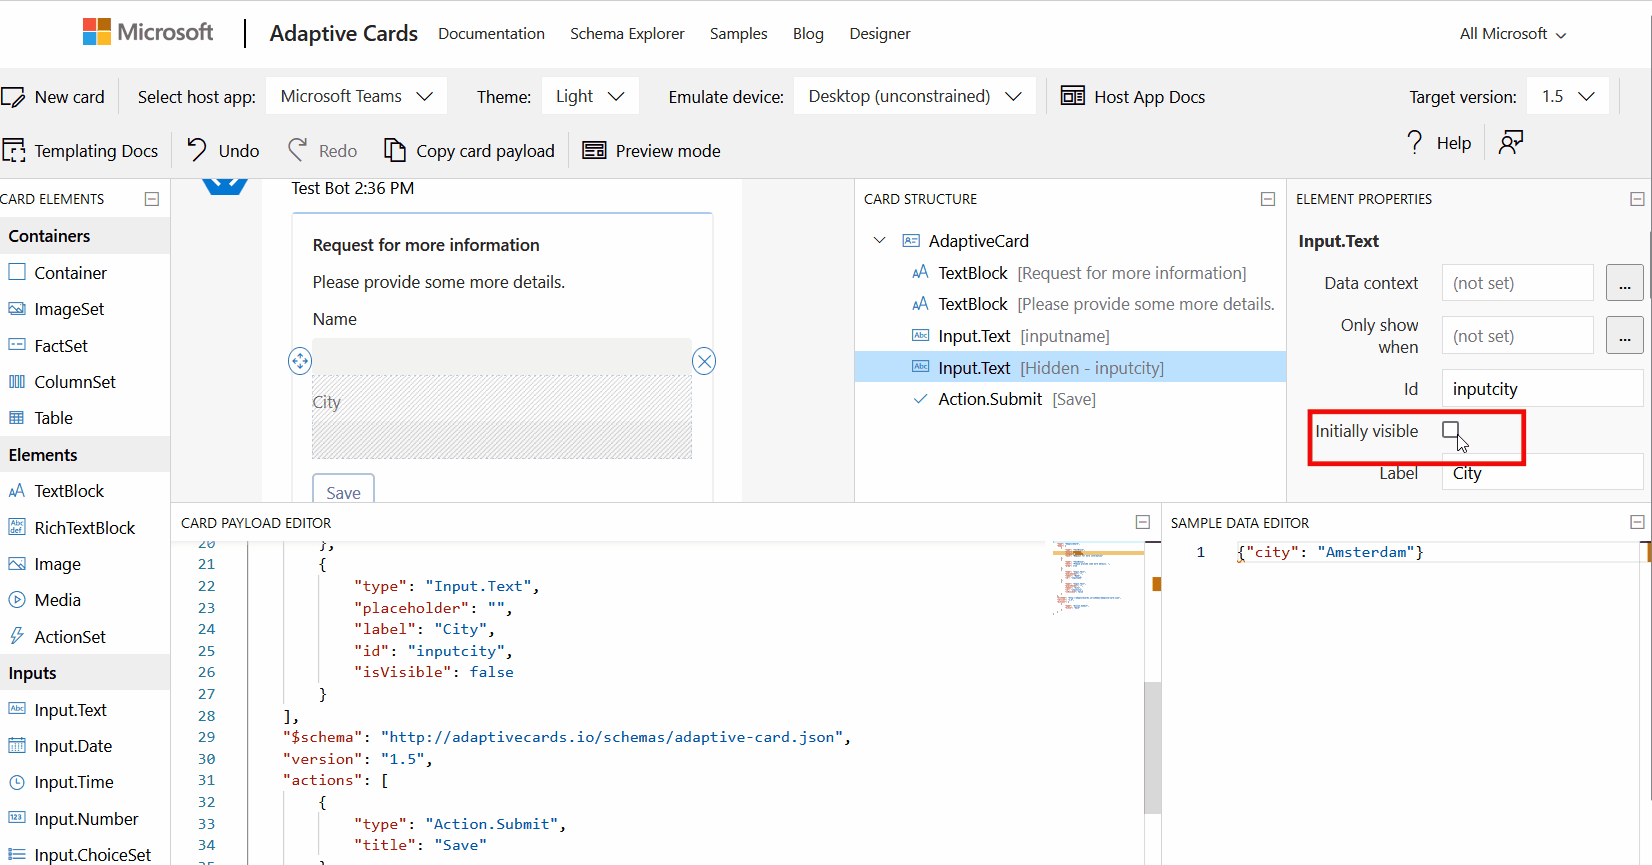 Microsoft Adaptive Cards Documentation Schema Explorer Samples Blog Designer All Microsoft
New card Select host app: Microsoft Teams Theme: Light Emulate device: Desktop (unconstrained) Host App Docs Target version: 1.5
Templating Docs Undo Redo Copy card payload Preview mode ? Help
CARD ELEMENTS
Containers
Container
ImageSet
FactSet
ColumnSet
Table
Elements
TextBlock
RichTextBlock
Image
Media
ActionSet
Inputs
Input.Text
Input.Date
Input.Time
Input.Number
Input.ChoiceSet
Test Bot 2:36 PM
Request for more information
Please provide some more details.
Name
City
Save
CARD STRUCTURE
AdaptiveCard
TextBlock [Request for more information]
TextBlock [Please provide some more details.
Input.Text [inputname]
Input.Text [Hidden - inputcity]
Action.Submit [Save]
ELEMENT PROPERTIES
Input.Text
Data context (not set) ...
Only show
when (not set) ...
Id inputcity
Initially visible
Label City
CARD PAYLOAD EDITOR
20 },
21 {
22 "type": "Input.Text",
23 "placeholder": "",
24 "label": "City",
25 "id": "inputcity",
26 "isVisible": false
27 }
28 ],
29 "$schema": "http://adaptivecards.io/schemas/adaptive-card.json",
30 "version": "1.5",
31 "actions": [
32 {
33 "type": "Action.Submit",
34 "title": "Save"
SAMPLE DATA EDITOR
1 {"city": "Amsterdam"}